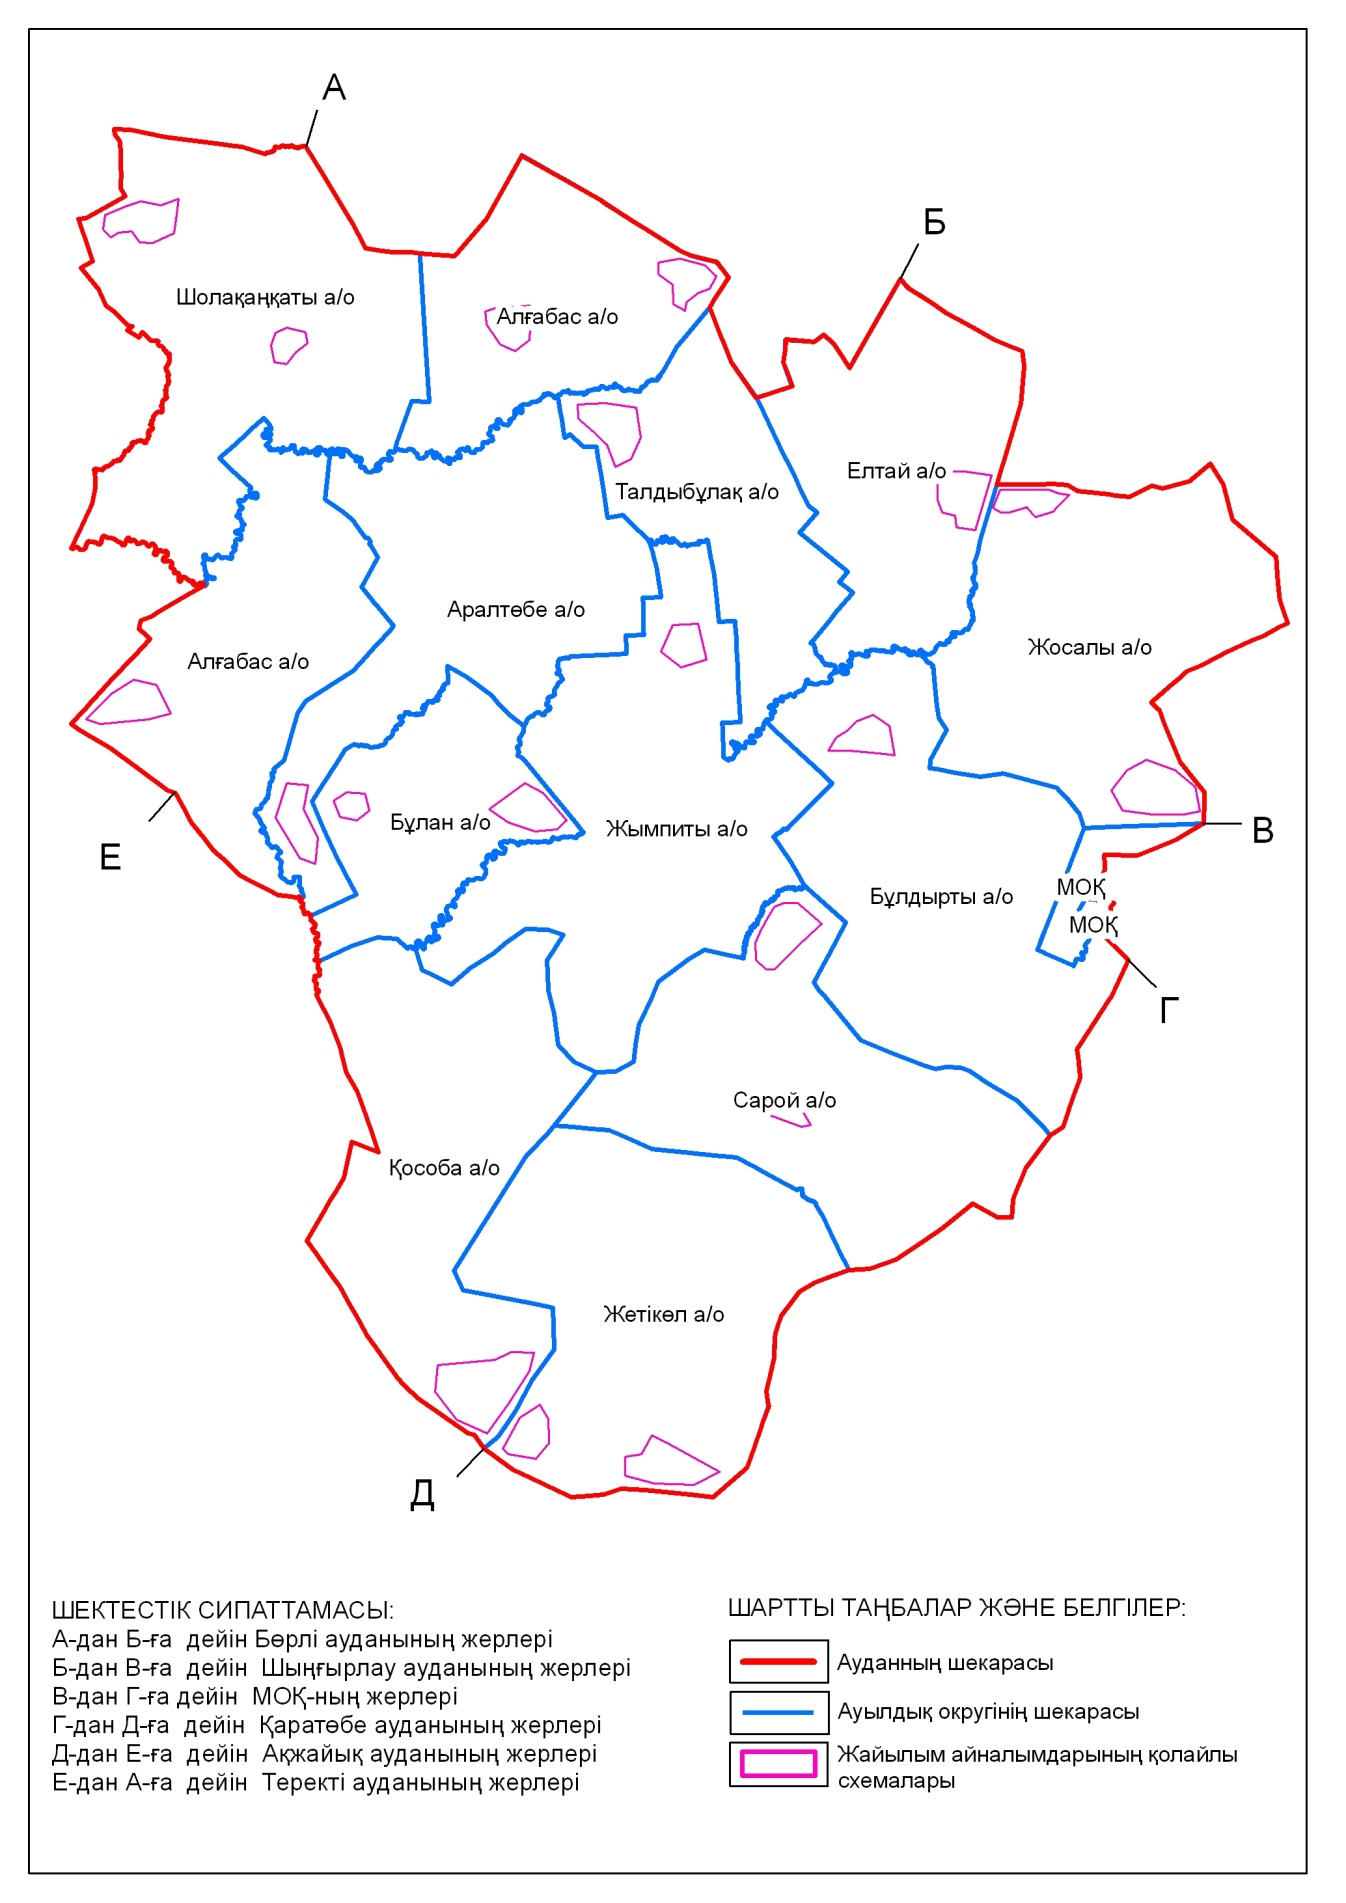 А
Б
Шолақаңқаты а/о
Алғабас а/о
Елтай а/о
Талдыбұлақ а/о
Аралтөбе а/о
Жосалы а/о
Алғабас а/о
Бұлан а/о
Жымпиты а/о
В
Е
МОҚ
Бұлдырты а/о
МОҚ
Г
Сарой а/о
Қособа а/о
Жетікөл а/о
Д
ШЕКТЕСТІК СИПАТТАМАСЫ:
А-дан Б-ға дейін Бөрлі ауданының жерлері
Б-дан В-ға дейін Шыңғырлау ауданының жерлері
В-дан Г-ға дейін МОҚ-ның жерлері
Г-дан Д-ға дейін Қаратөбе ауданының жерлері
Д-дан Е-ға дейін Ақжайық ауданының жерлері
Е-дан А-ға дейін Теректі ауданының жерлері
ШАРТТЫ ТАҢБАЛАР ЖӘНЕ БЕЛГІЛЕР:
Ауданның шекарасы
Ауылдық округінің шекарасы
Жайылым айналымдарының қолайлы
схемалары